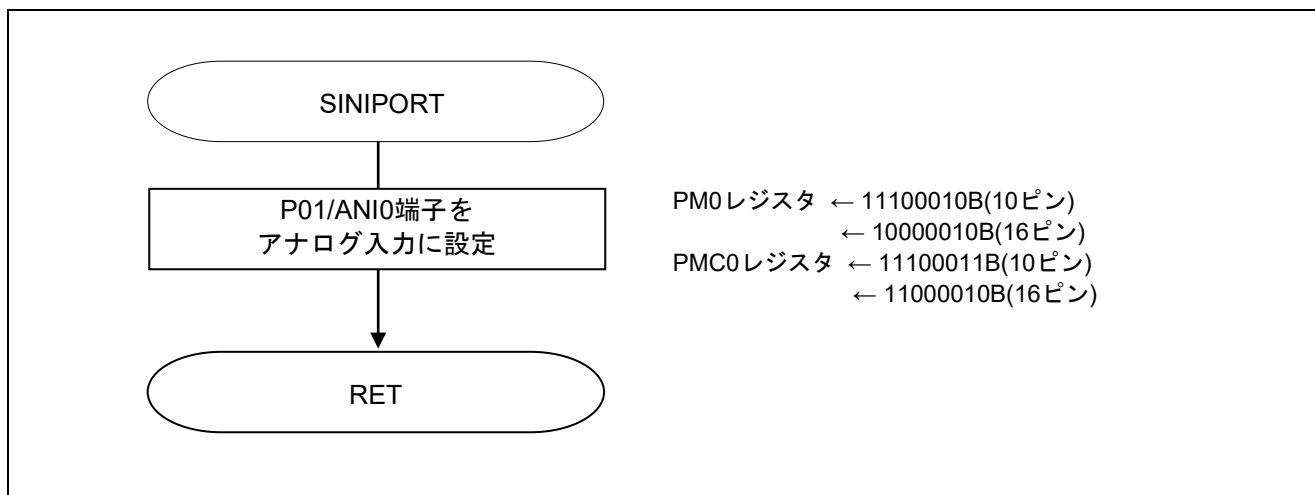 SINIPORT
P01/ANI0端子を
アナログ入力に設定
PM0レジスタ ← 11100010B(10ピン)
← 10000010B(16ピン)
PMC0レジスタ ← 11100011B(10ピン)
← 11000010B(16ピン)
RET